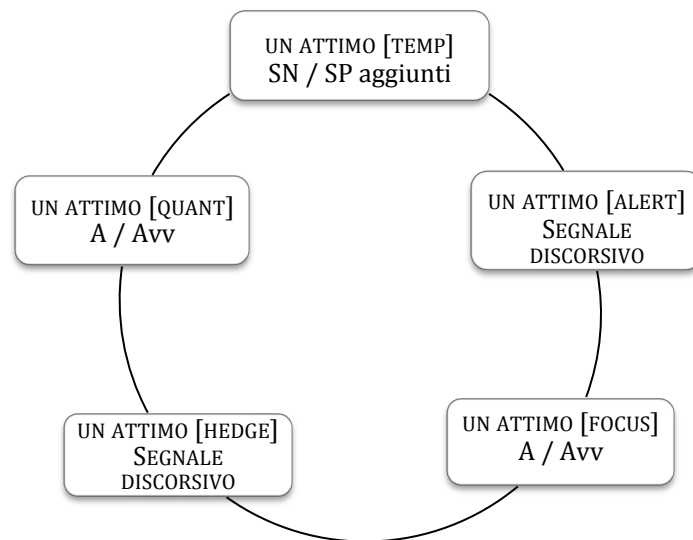 UN ATTIMO [TEMP]
SN / SP aggiunti
UN ATTIMO [QUANT]
A / Avv
UN ATTIMO [ALERT]
SEGNALE
DISCORSIVO
UN ATTIMO [HEDGE]
SEGNALE
DISCORSIVO
UN ATTIMO [FOCUS]
A / Avv